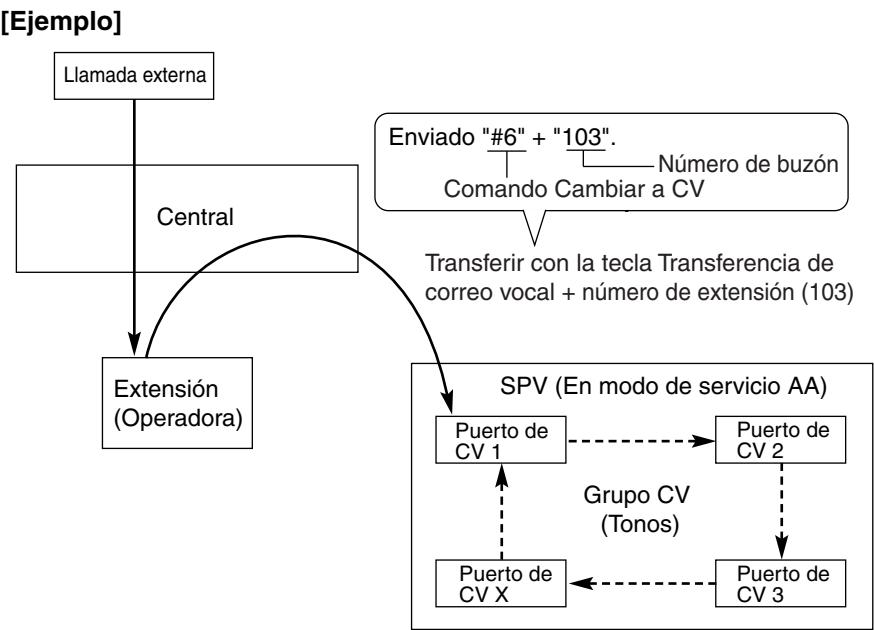 [Ejemplo]
Llamada externa
Enviado "#6" + "103".
Número de buzón
Comando Cambiar a CV
Central
Transferir con la tecla Transferencia de
correo vocal + número de extensión (103)
Extensión
(Operadora)
SPV (En modo de servicio AA)
Puerto de
CV 1
Puerto de
CV 2
Grupo CV
(Tonos)
Puerto de
CV X
Puerto de
CV 3